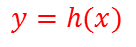 y = h(x)